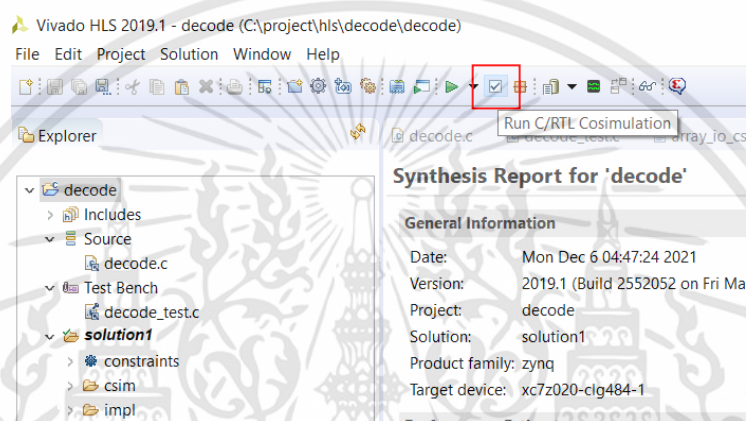 Vivado HLS 2019.1 - decode (C:\project\hls\decode\decode)
File Edit Project Solution Window Help
Explorer
decode.c decode_test.c array_io_cs
Run C/RTL Cosimulation
decode
Includes
Source
decode.c
Test Bench
decode_test.c
solution1
constraints
csim
impl
Synthesis Report for 'decode'
General Information
Date: Mon Dec 6 04:47:24 2021
Version: 2019.1 (Build 2552052 on Fri Ma
Project: decode
Solution: solution1
Product family: zynq
Target device: xc7z020-clg484-1